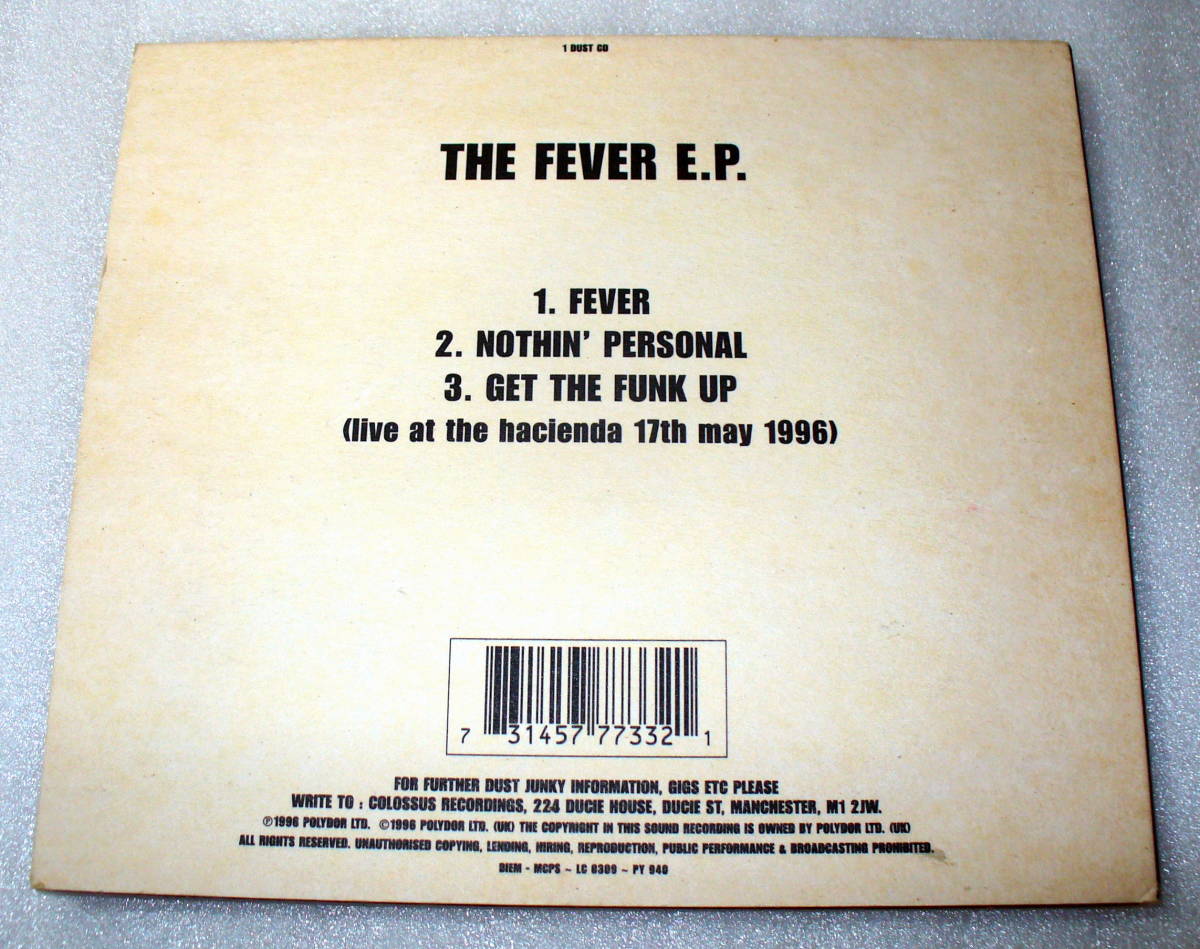 1 DUST CD
THE FEVER E.P.
1. FEVER
2. NOTHIN' PERSONAL
3. GET THE FUNK UP
(live at the hacienda 17th may 1996)
7 31457 77332 1
FOR FURTHER DUST JUNKY INFORMATION, GIGS ETC PLEASE
WRITE TO : COLOSSUS RECORDINGS, 224 DUCIE HOUSE, DUCIE ST, MANCHESTER, M1 2JW.
℗1996 POLYDOR LTD. ©1996 POLYDOR LTD. (UK) THE COPYRIGHT IN THIS SOUND RECORDING IS OWNED BY POLYDOR LTD. (UK)
ALL RIGHTS RESERVED. UNAUTHORISED COPYING, LENDING, HIRING, REPRODUCTION, PUBLIC PERFORMANCE & BROADCASTING PROHIBITED.
BIEM - MCPS ~ LC 0309 ~ PY 940